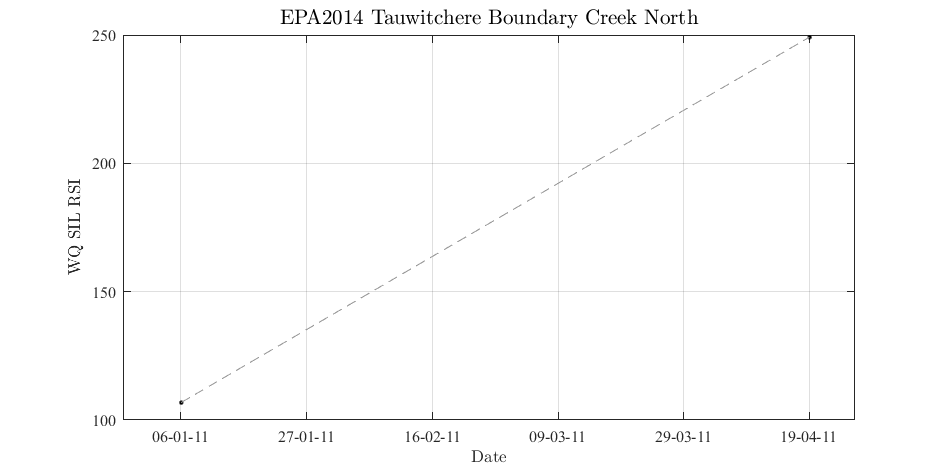 EPA2014 Tauwitchere Boundary Creek North
250
200
150
100
WQ SIL RSI
06-01-11 27-01-11 16-02-11 09-03-11 29-03-11 19-04-11
Date